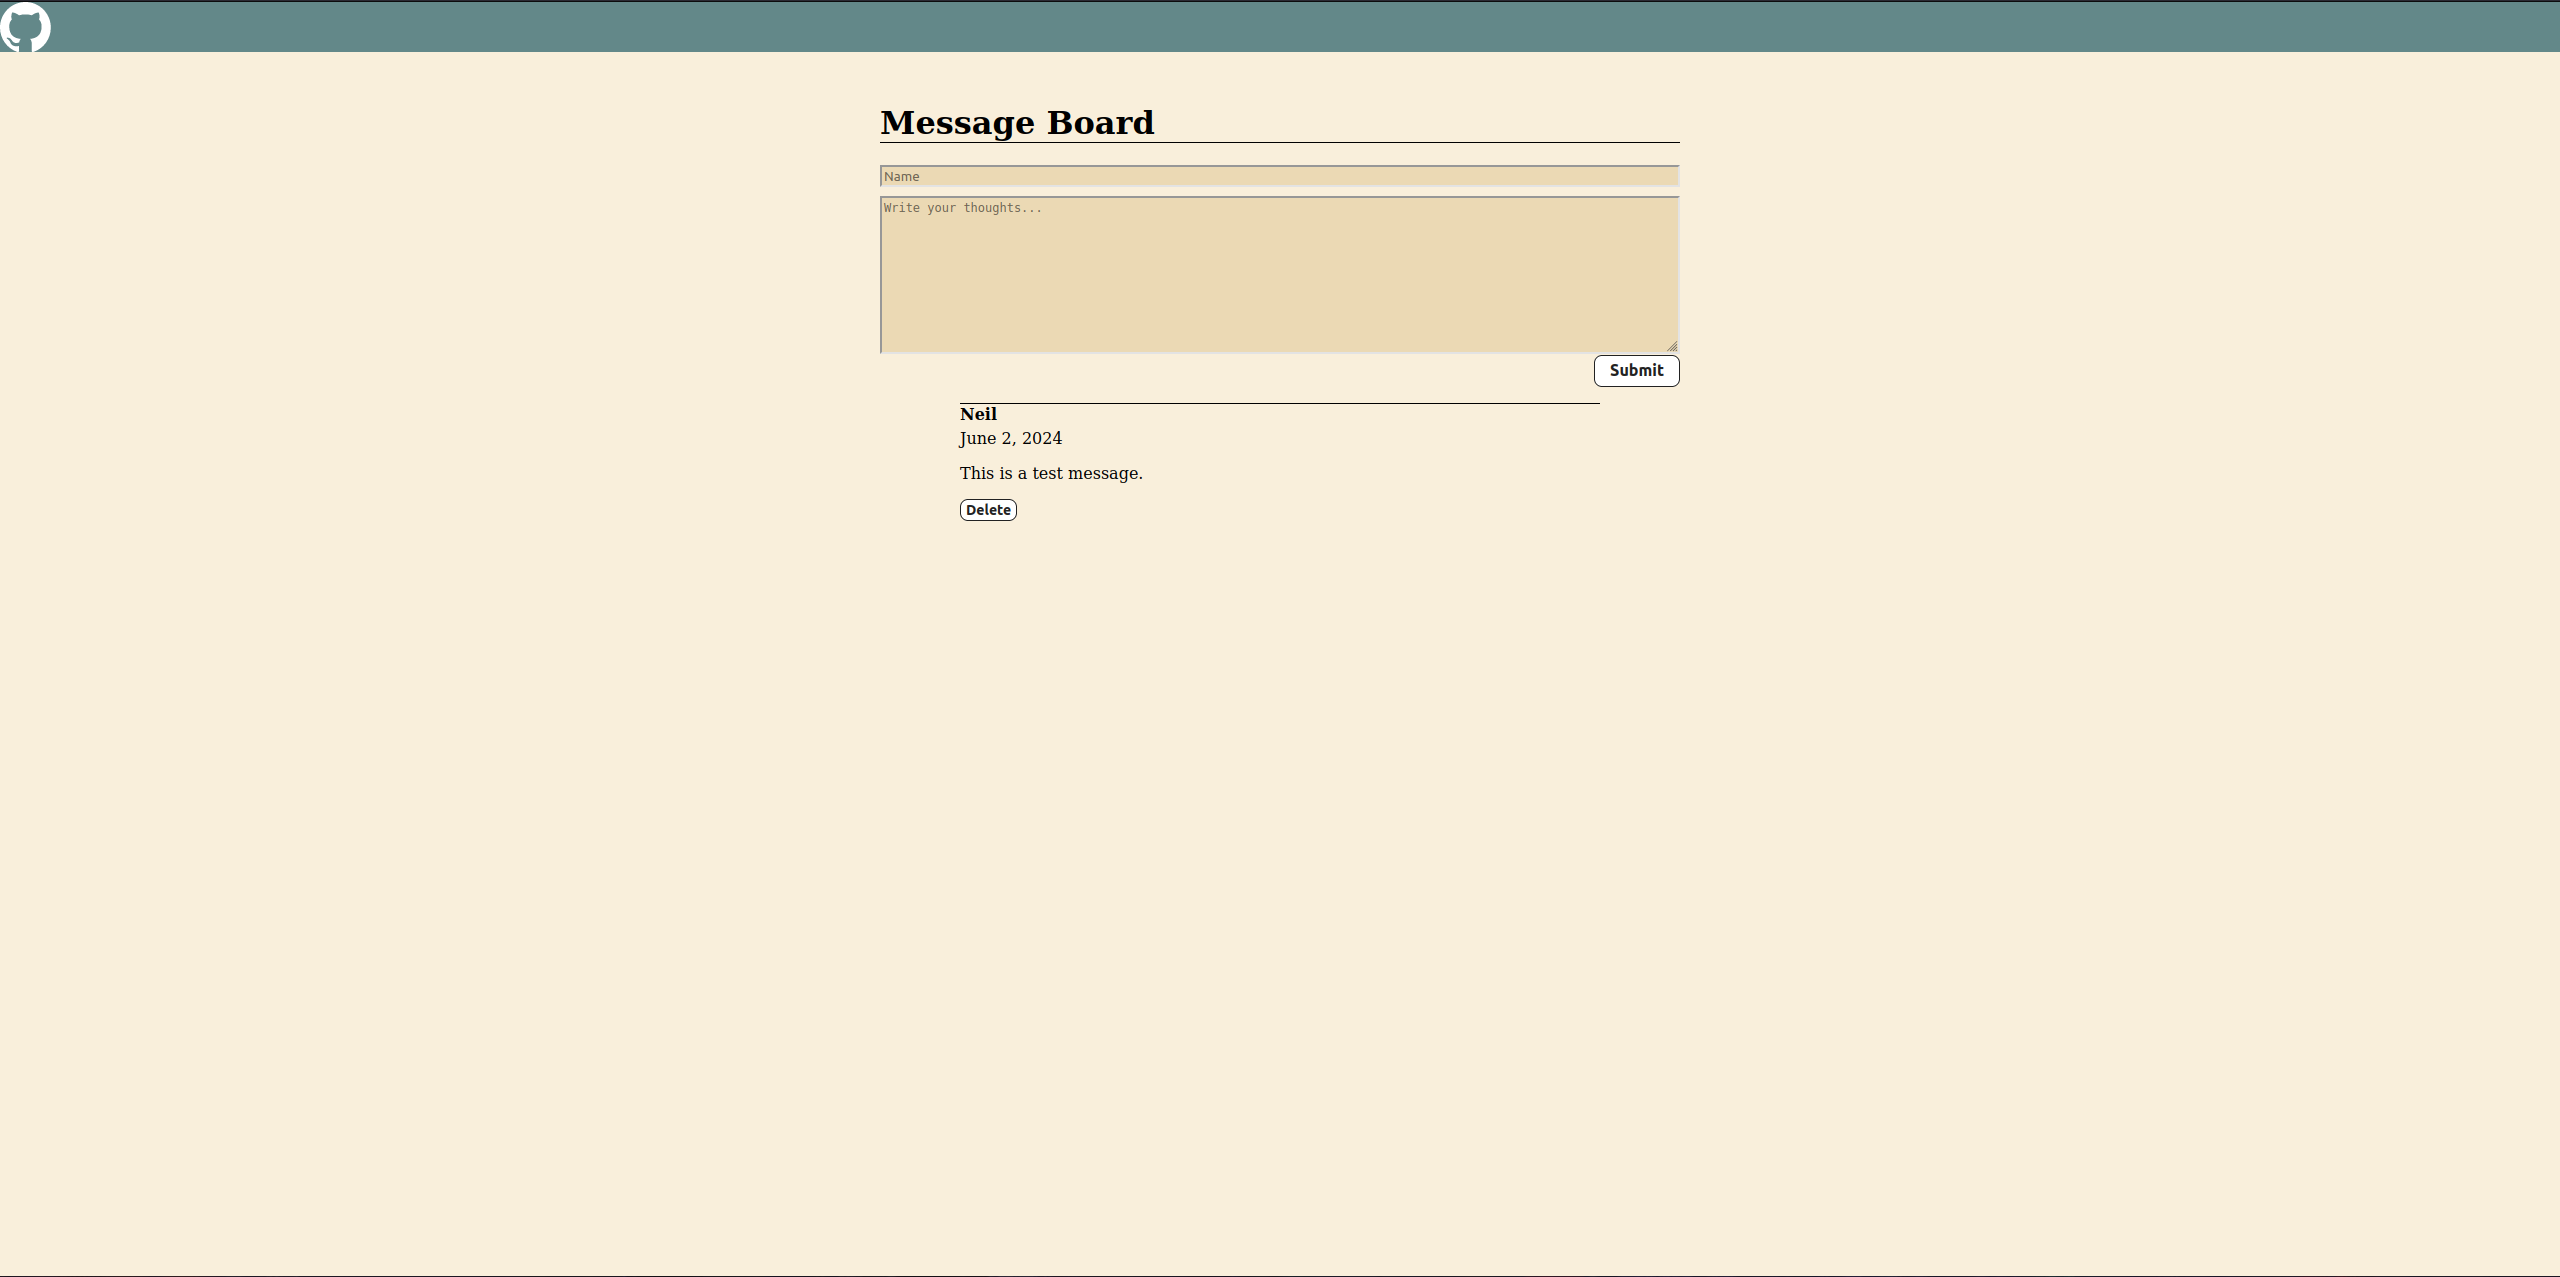 Message Board
Name
Write your thoughts...
Submit
Neil
June 2, 2024
This is a test message.
Delete